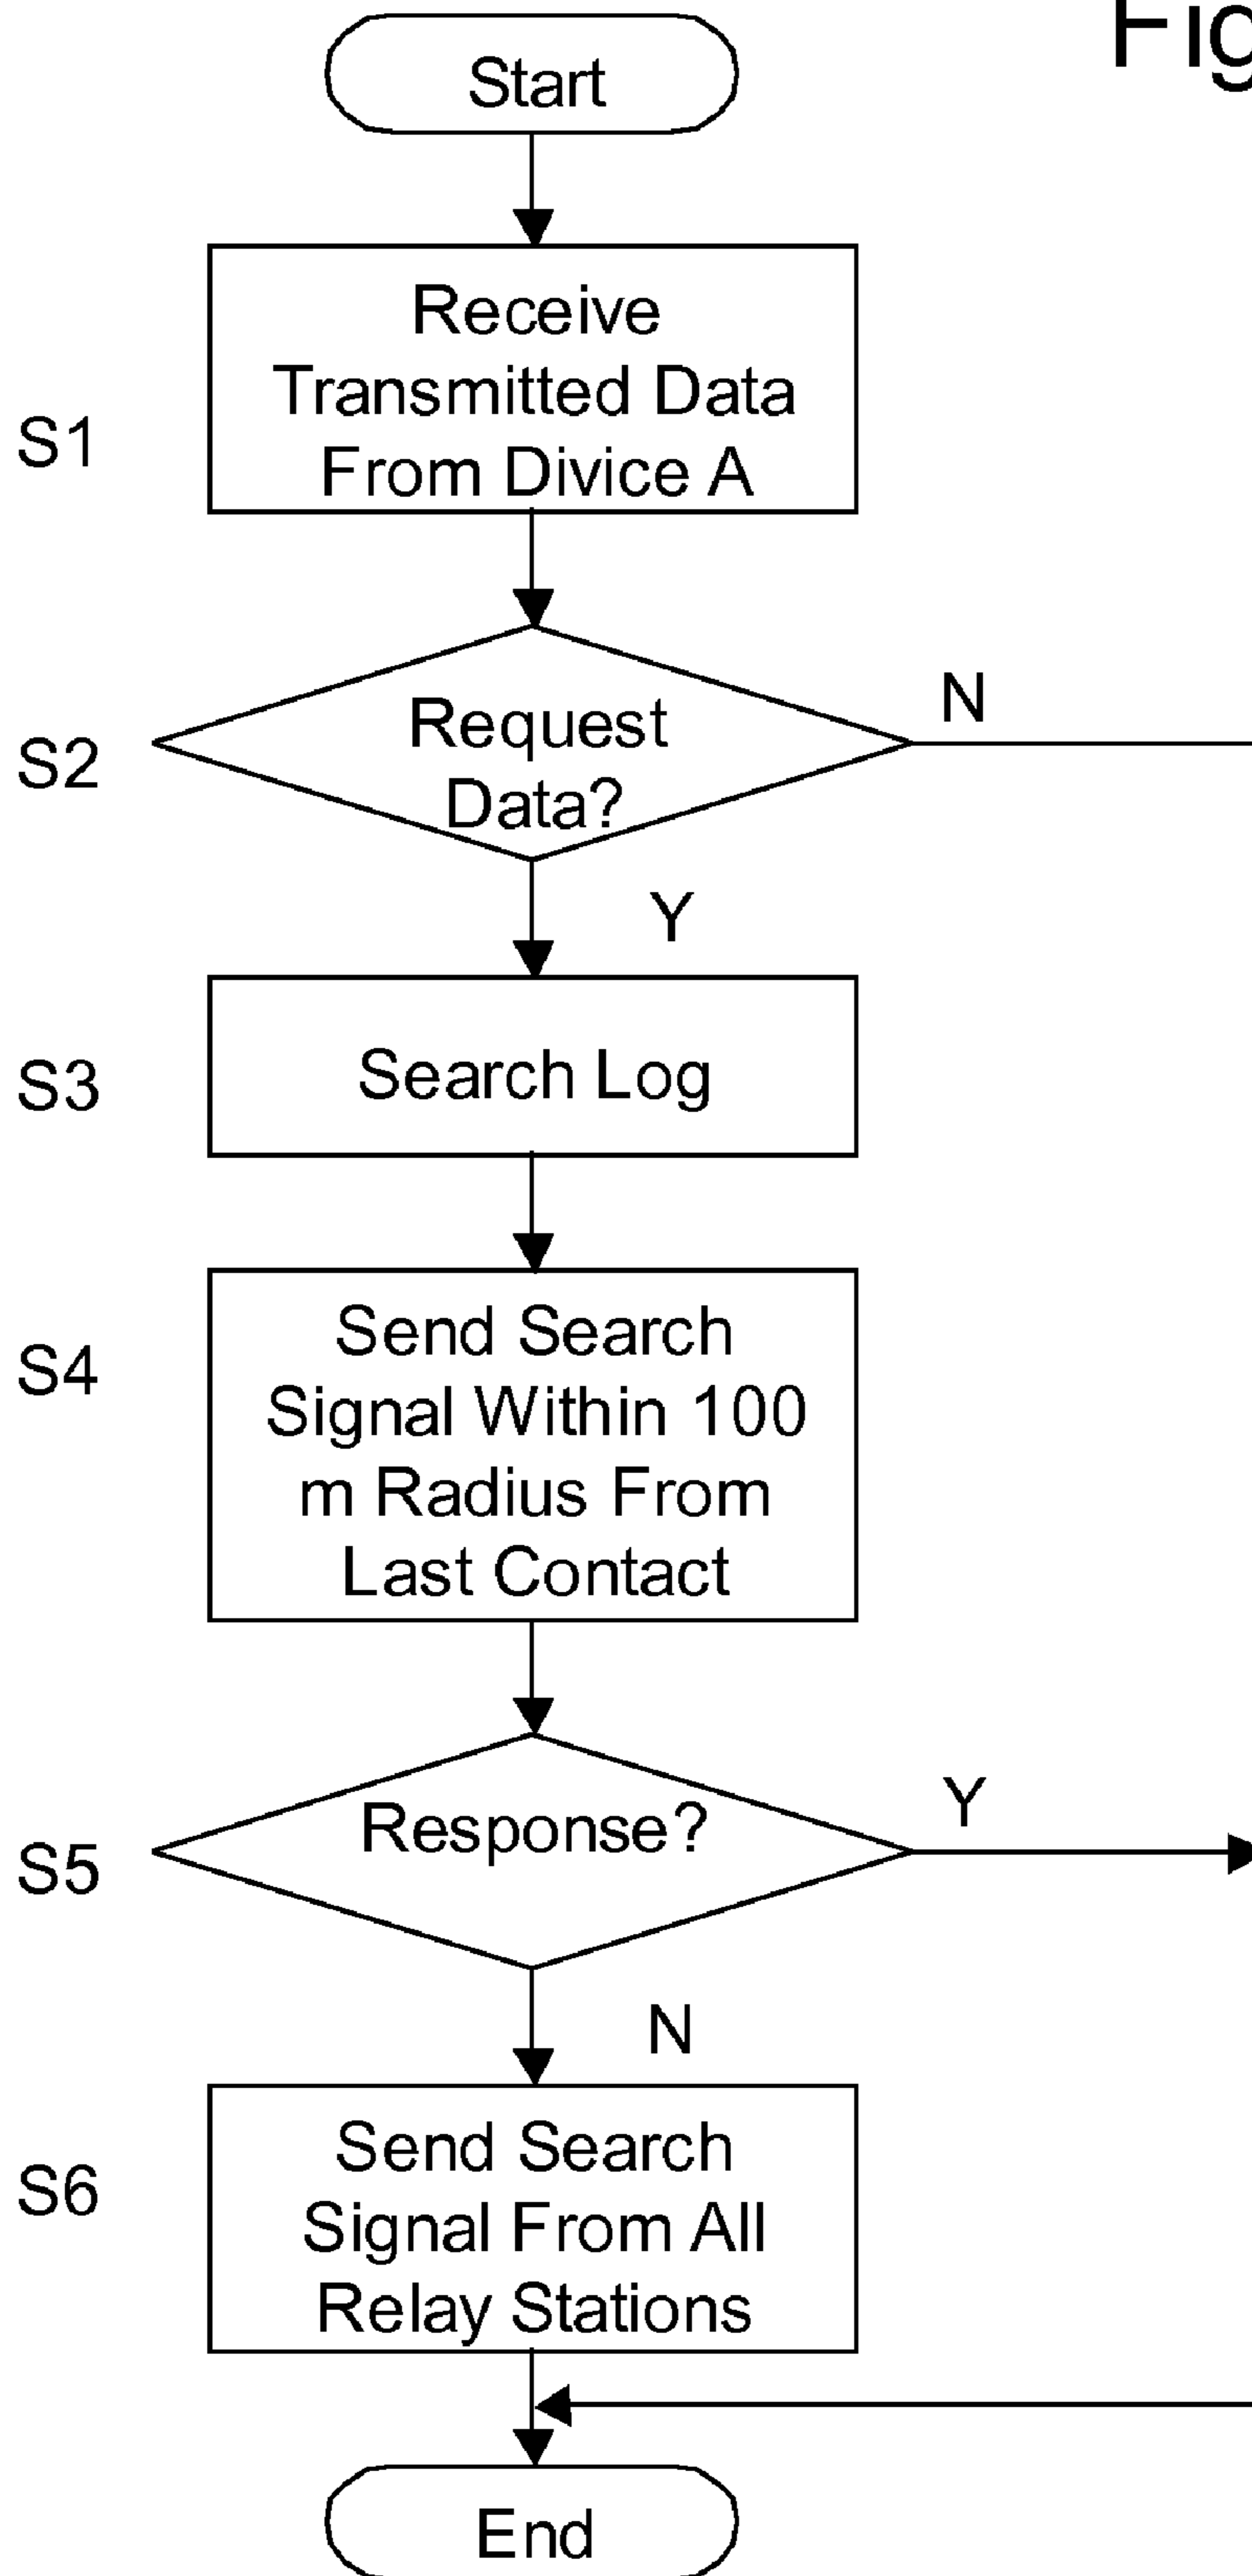 Fig
Start
S1
Receive
Transmitted Data
From Divice A
S2
Request
Data?
N
Y
S3
Search Log
S4
Send Search
Signal Within 100
m Radius From
Last Contact
S5
Response?
Y
N
S6
Send Search
Signal From All
Relay Stations
End